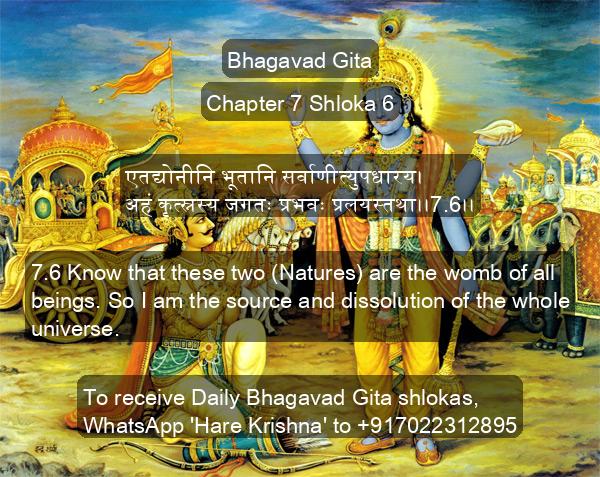 Bhagavad Gita
Chapter 7 Shloka 6
एतद्योनीनि भूतानि सर्वाणीत्युपधारय।
अहं कृत्स्नस्य जगतः प्रभवः प्रलयस्तथा।।7.6।।
7.6 Know that these two (Natures) are the womb of all
beings. So I am the source and dissolution of the whole
universe.
To receive Daily Bhagavad Gita shlokas,
WhatsApp 'Hare Krishna' to +917022312895